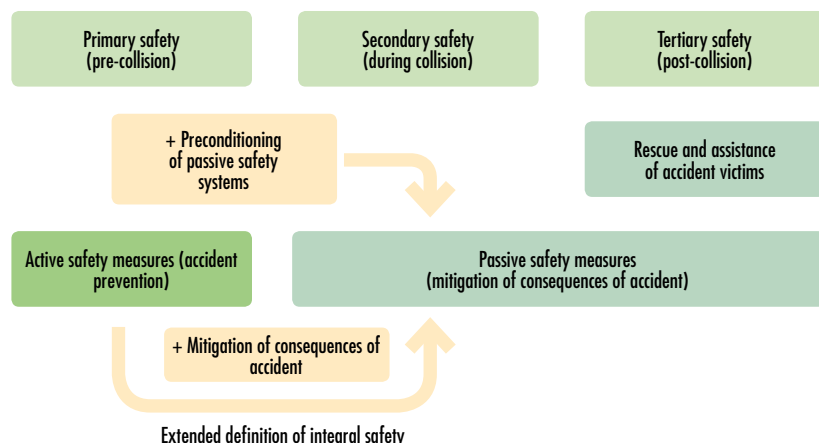 Primary safety
(pre-collision)
Secondary safety
(during collision)
Tertiary safety
(post-collision)
+ Preconditioning
of passive safety
systems
Rescue and assistance
of accident victims
Active safety measures (accident
prevention)
Passive safety measures
(mitigation of consequences of accident)
+ Mitigation of consequences of
accident
Extended definition of integral safety